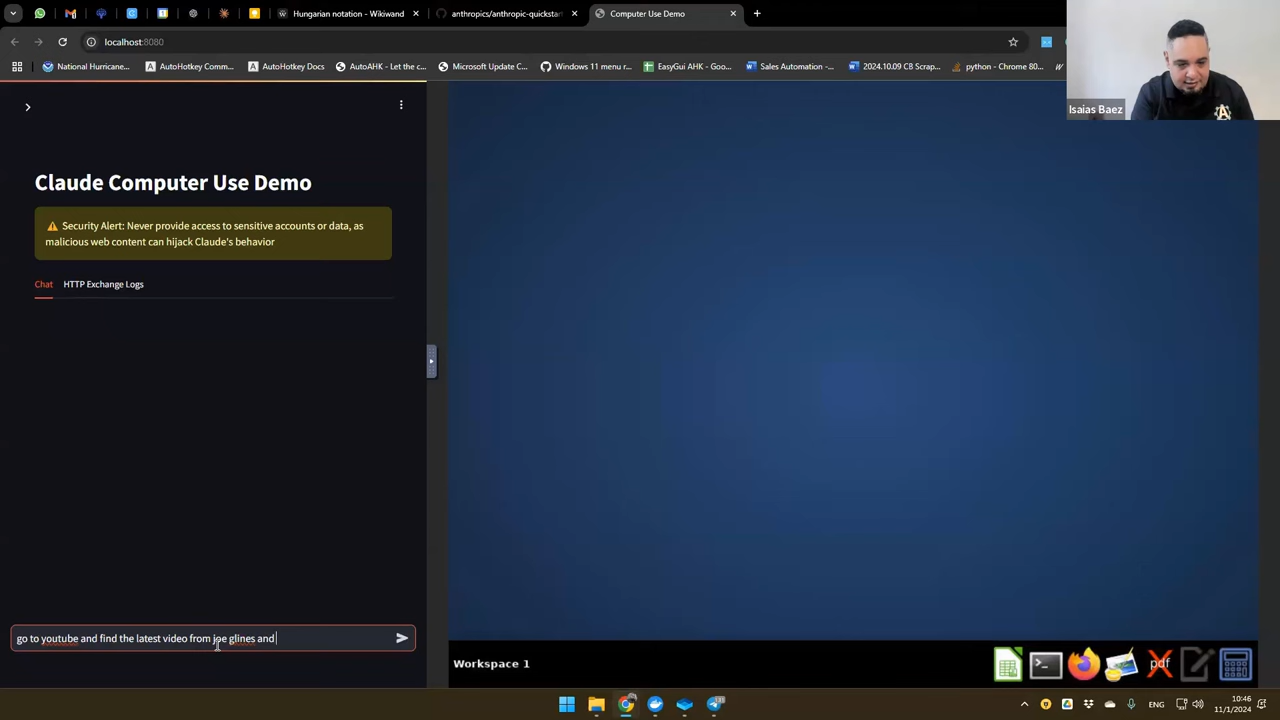 Hungarian notation - Wikiwand
anthropics/anthropic-quickstart
Computer Use Demo
localhost:8080
National Hurricane...
AutoHotkey Comm...
AutoHotkey Docs
AutoAHK - Let the c...
Microsoft Update C...
Windows 11 menu r...
EasyGui AHK - Goo...
Sales Automation -...
2024.10.09 CB Scrap...
python - Chrome 80...
Isaias Baez
Claude Computer Use Demo
Security Alert: Never provide access to sensitive accounts or data, as
malicious web content can hijack Claude's behavior
Chat
HTTP Exchange Logs
go to youtube and find the latest video from joe glines and
Workspace 1
pdf
ENG
10:46
11/1/2024